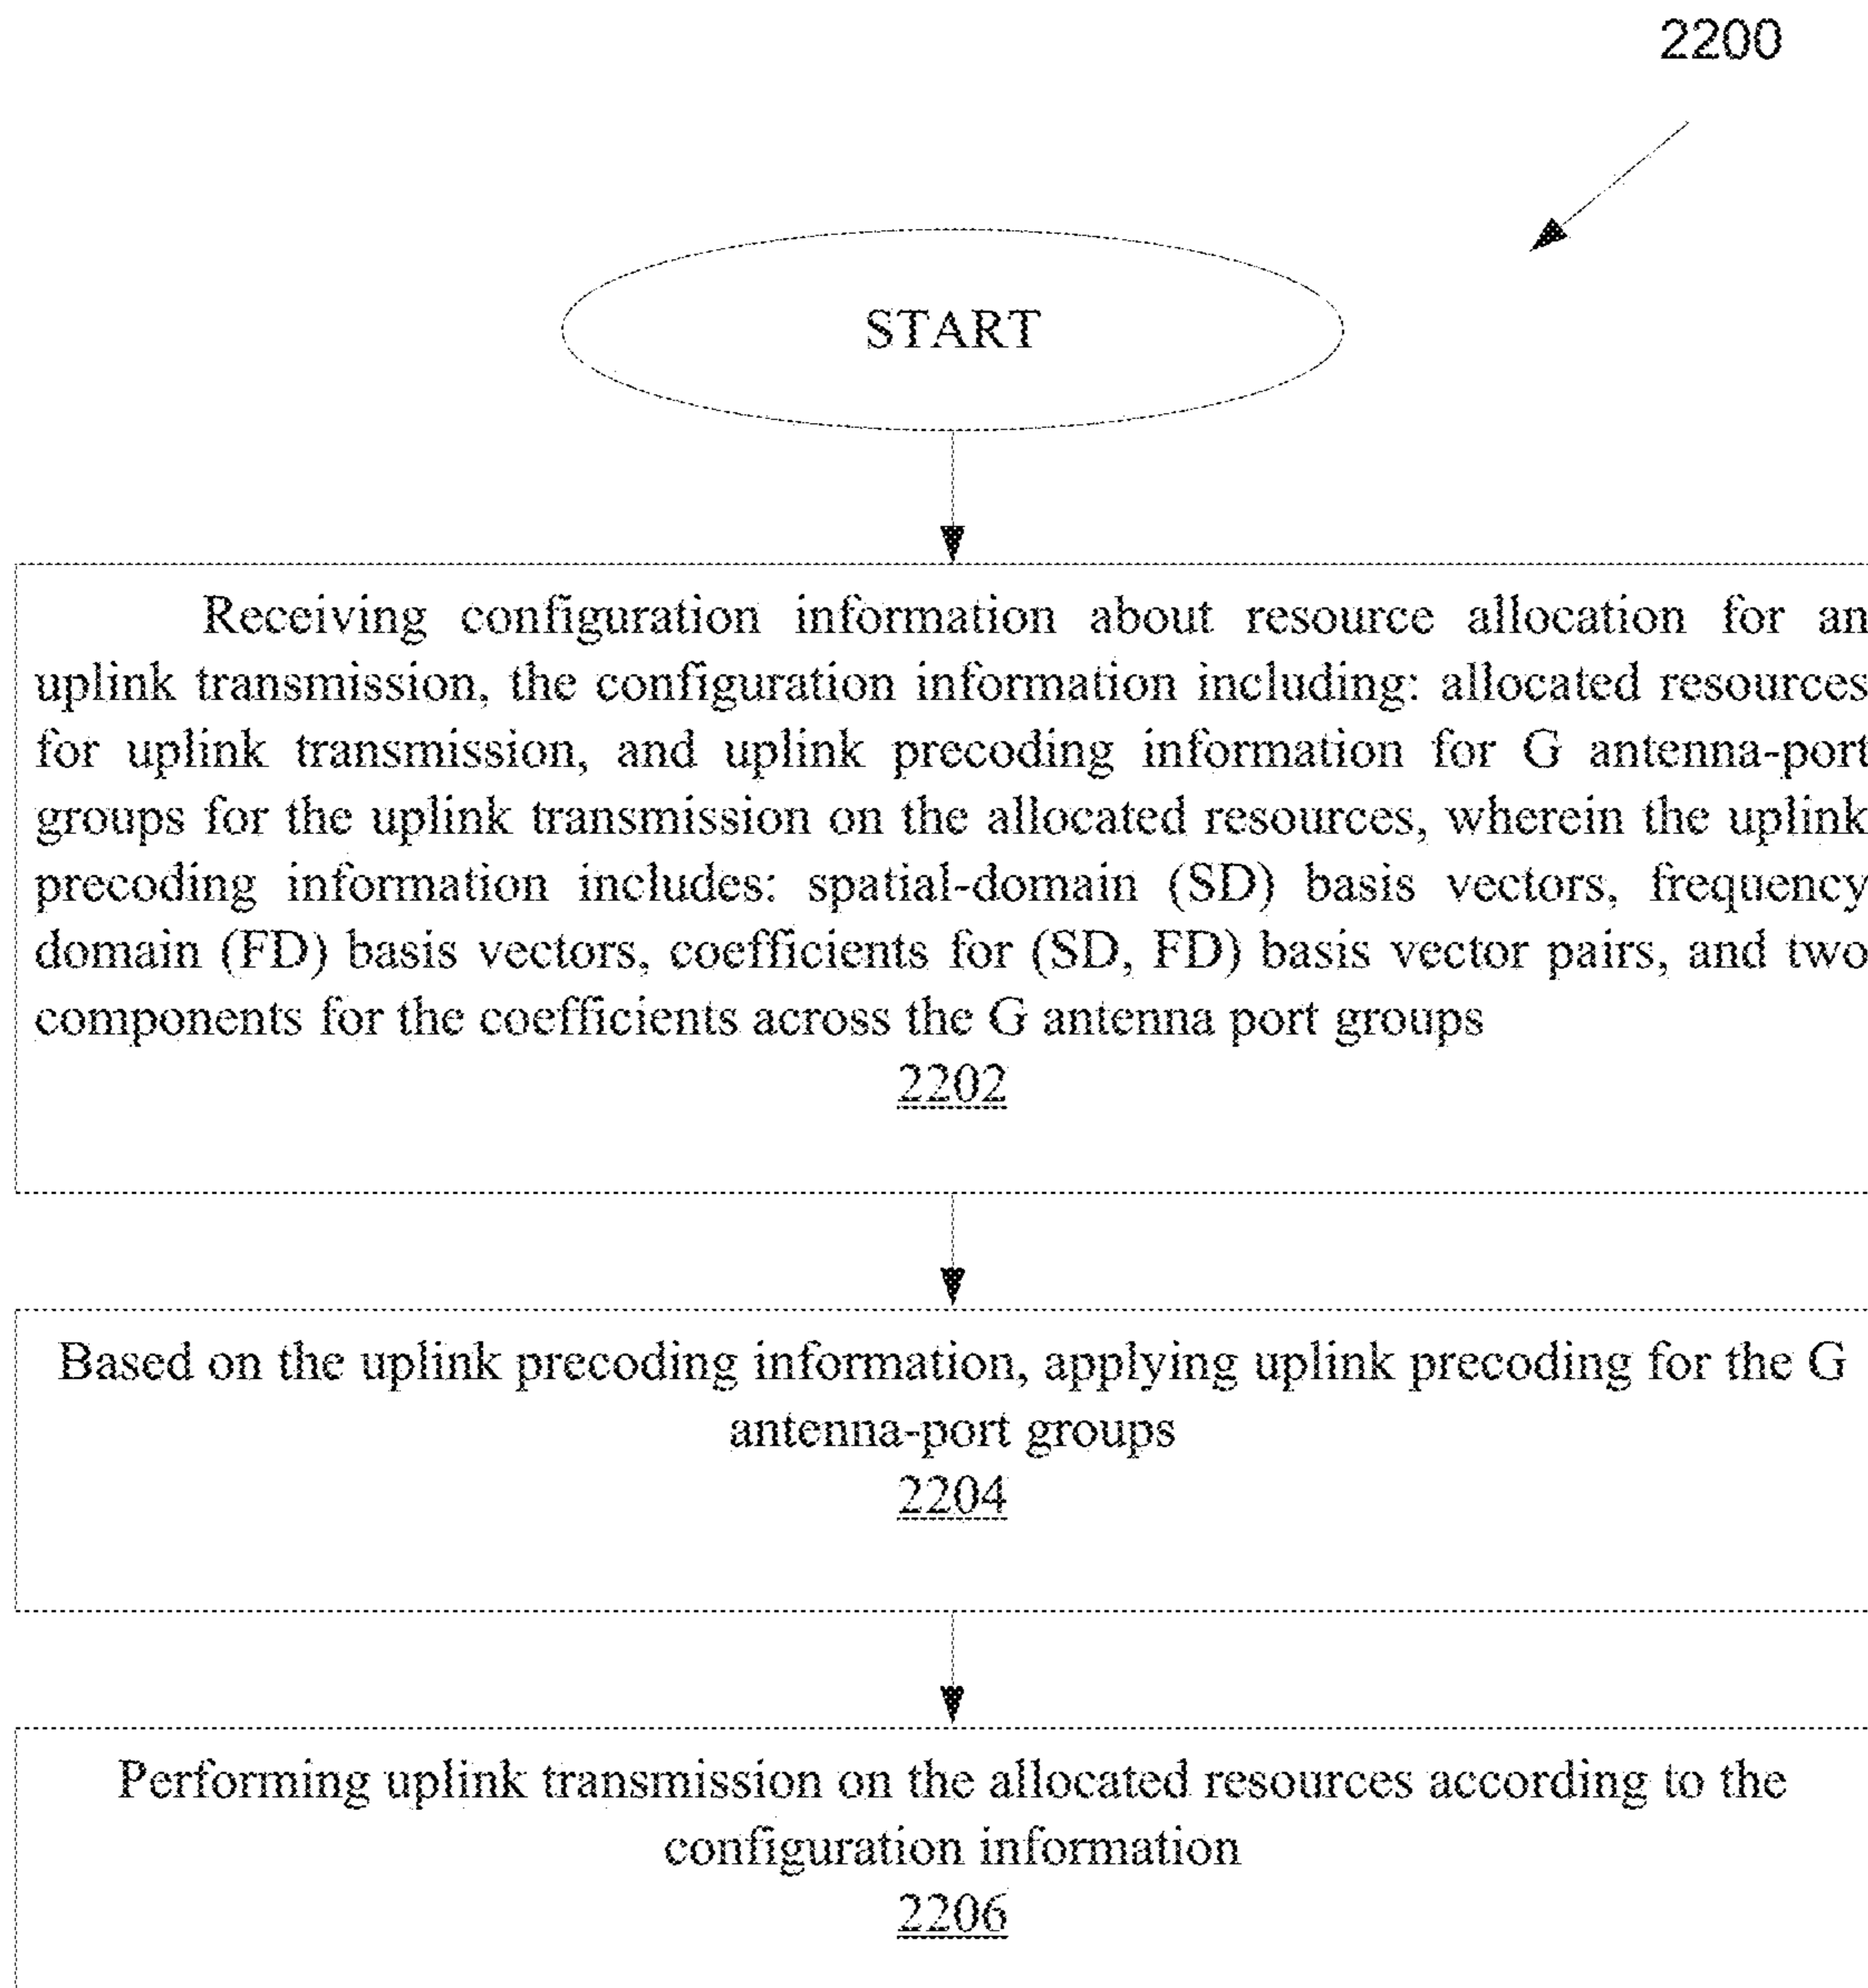 2200
START
Receiving configuration information about resource allocation for an
uplink transmission, the configuration information including: allocated resources
for uplink transmission, and uplink precoding information for G antenna-port
groups for the uplink transmission on the allocated resources, wherein the uplink
precoding information includes: spatial-domain (SD) basis vectors, frequency
domain (FD) basis vectors, coefficients for (SD, FD) basis vector pairs, and two
components for the coefficients across the G antenna port groups
2202
Based on the uplink precoding information, applying uplink precoding for the G
antenna-port groups
2204
Performing uplink transmission on the allocated resources according to the
configuration information
2206